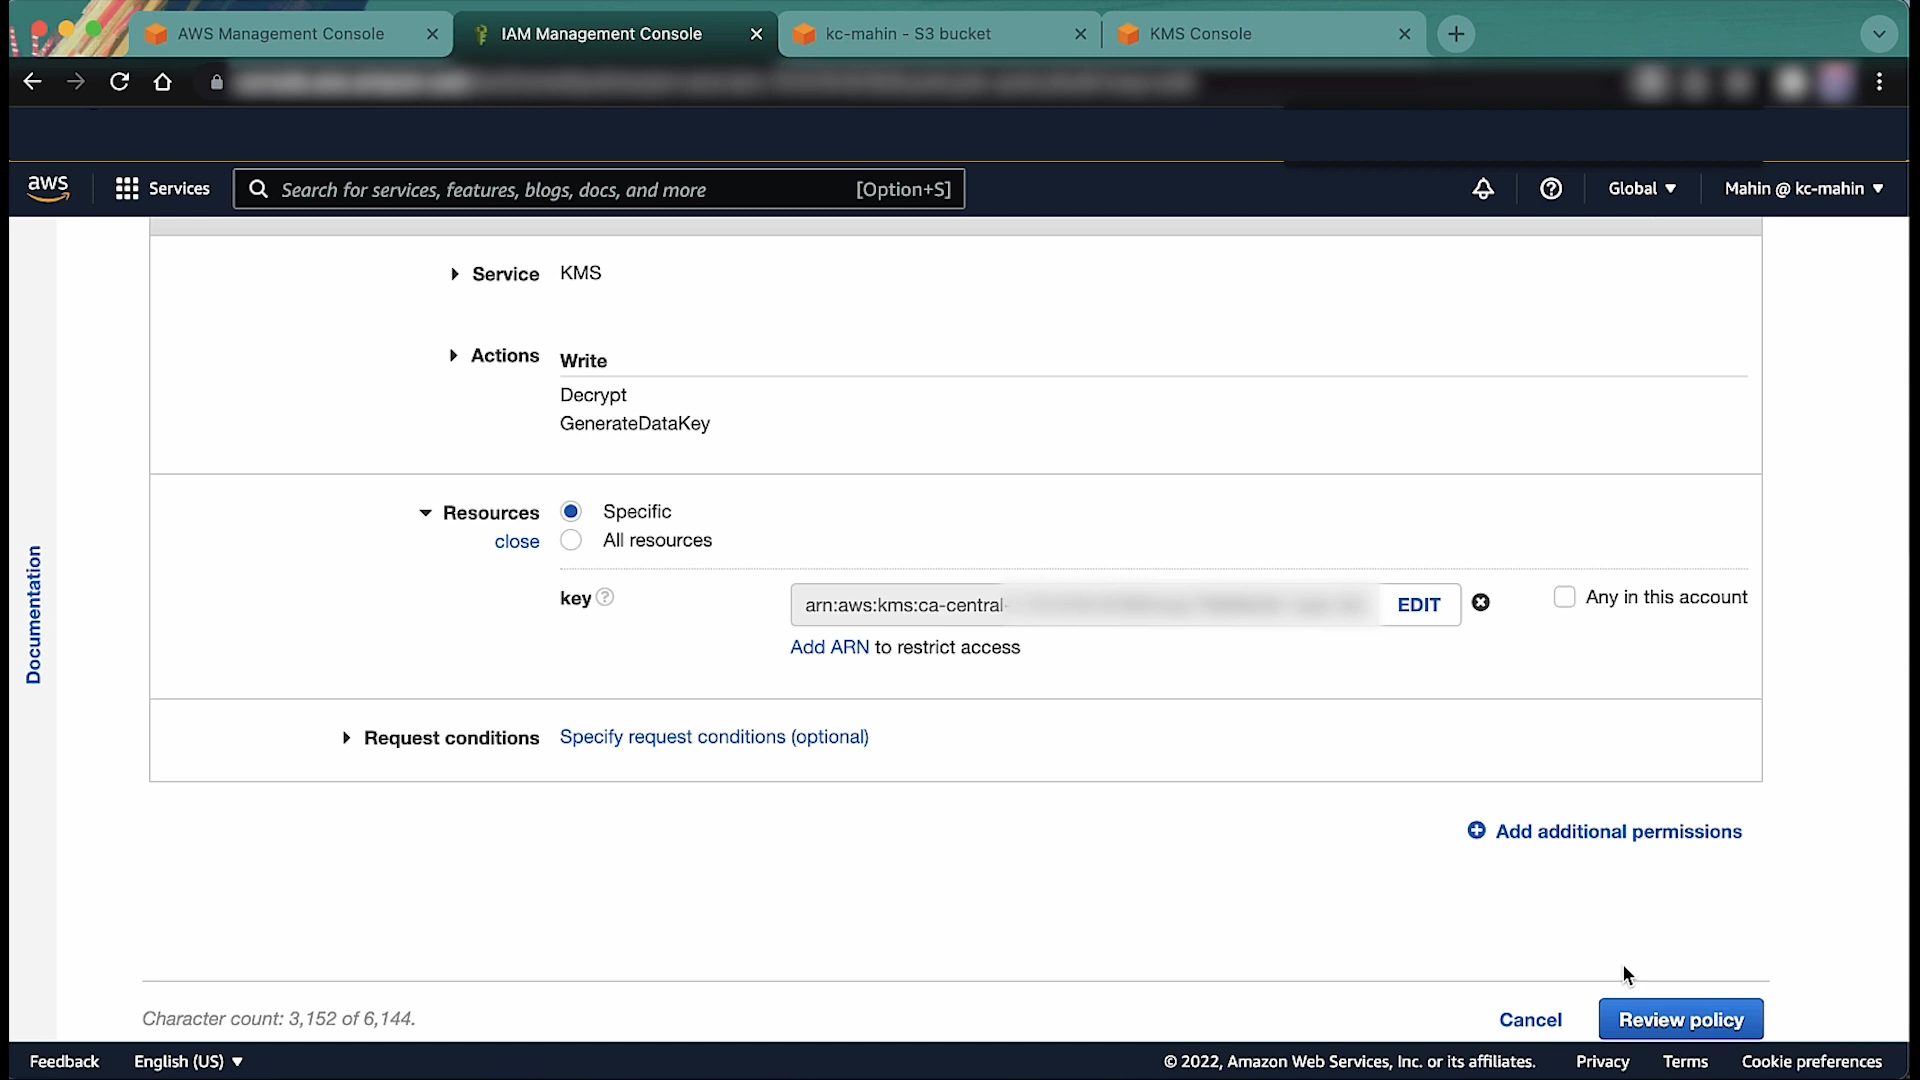 AWS Management Console
IAM Management Console
kc-mahin - S3 bucket
KMS Console
aws
Services
Search for services, features, blogs, docs, and more
[Option+S]
Global
Mahin @ kc-mahin
Service
KMS
Actions
Write
Decrypt
GenerateDataKey
Resources
Specific
close
All resources
Documentation
key
arn:aws:kms:ca-central-
EDIT
Any in this account
Add ARN to restrict access
Request conditions
Specify request conditions (optional)
Add additional permissions
Character count: 3,152 of 6,144.
Cancel
Review policy
Feedback
English (US)
© 2022, Amazon Web Services, Inc. or its affiliates.
Privacy
Terms
Cookie preferences